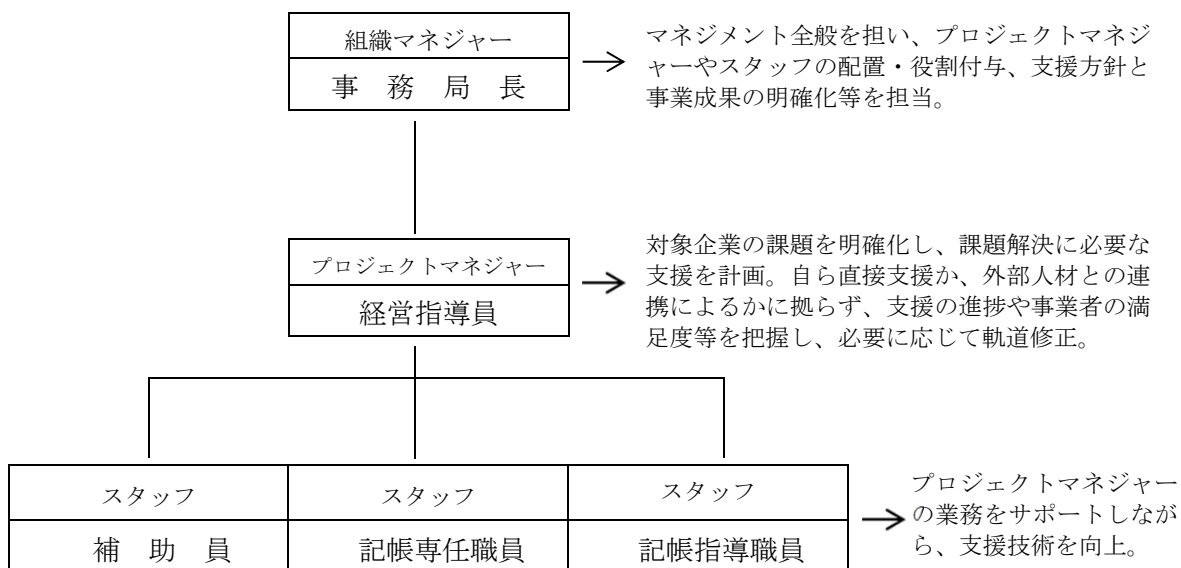 組織マネジャー
事　務　局　長
マネジメント全般を担い、プロジェクトマネジ
ャーやスタッフの配置・役割付与、支援方針と
事業成果の明確化等を担当。
プロジェクトマネジャー
経営指導員
対象企業の課題を明確化し、課題解決に必要な
支援を計画。自ら直接支援か、外部人材との連
携によるかに拠らず、支援の進捗や事業者の満
足度等を把握し、必要に応じて軌道修正。
スタッフ
補　助　員
スタッフ
記帳専任職員
スタッフ
記帳指導職員
プロジェクトマネジャー
の業務をサポートしなが
ら、支援技術を向上。